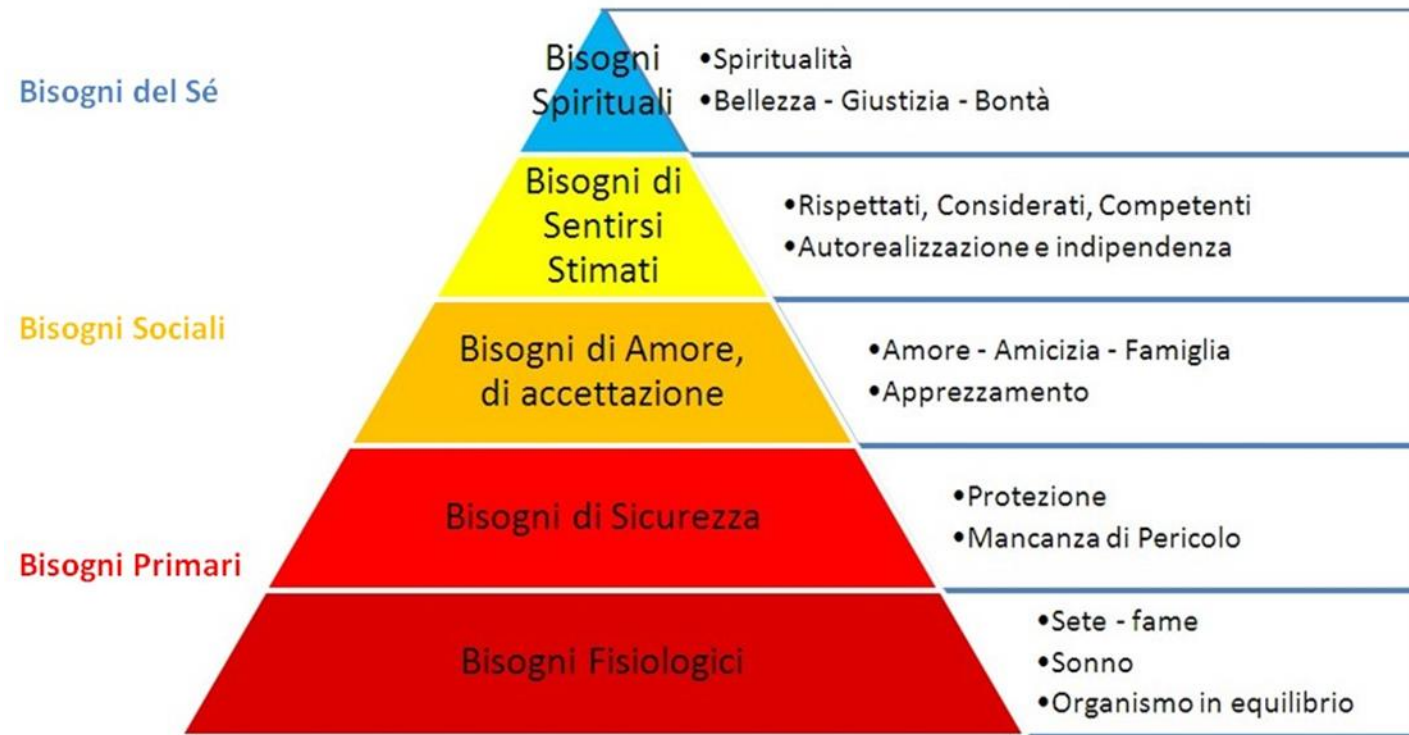 Bisogni del Sé
Bisogni
Spirituali
•Spiritualità
•Bellezza - Giustizia - Bontà
Bisogni di
Sentirsi
Stimati
•Rispettati, Considerati, Competenti
•Autorealizzazione e indipendenza
Bisogni Sociali
Bisogni di Amore,
di accettazione
•Amore - Amicizia - Famiglia
•Apprezzamento
Bisogni Primari
Bisogni di Sicurezza
•Protezione
•Mancanza di Pericolo
Bisogni Fisiologici
•Sete - fame
•Sonno
•Organismo in equilibrio